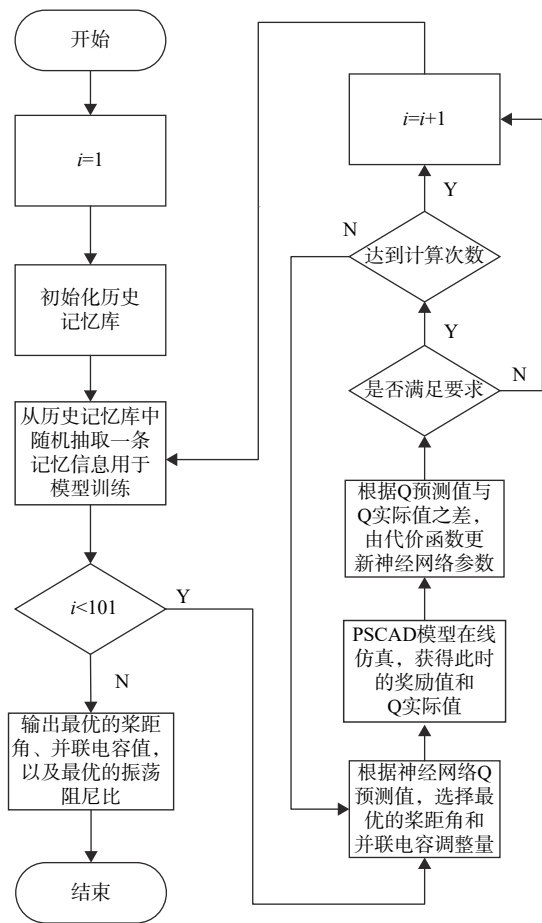 开始
i=1
初始化历史
记忆库
从历史记忆库中
随机抽取一条
记忆信息用于
模型训练
i<101
Y
N
输出最优的桨距
角、并联电容值，
以及最优的振荡
阻尼比
结束
i=i+1
Y
N
达到计算次数
Y
是否满足要求
N
根据Q预测值与
Q实际值之差，
由代价函数更
新神经网络参数
PSCAD模型在线
仿真，获得此时
的奖励值和
Q实际值
根据神经网络Q
预测值，选择最
优的桨距角和
并联电容调整量